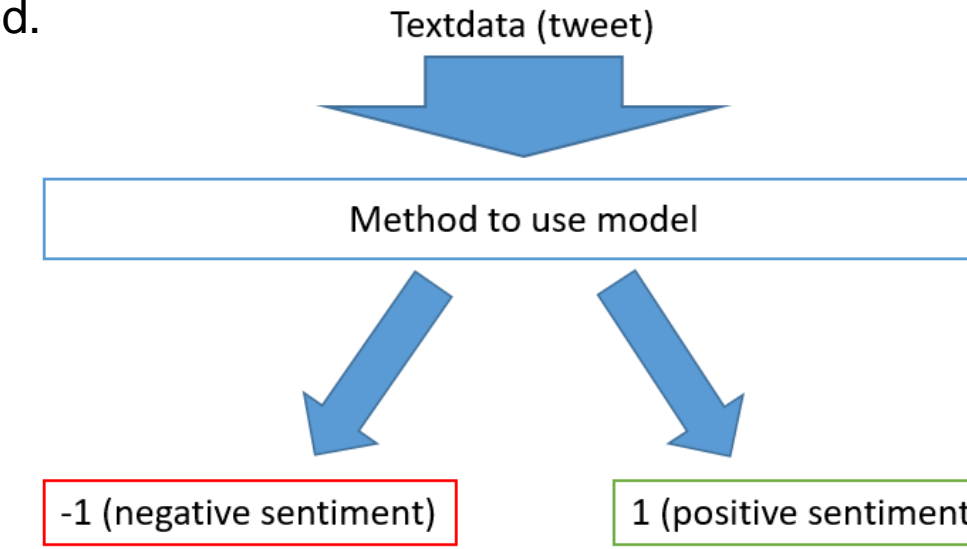 d.
Textdata (tweet)
Method to use model
-1 (negative sentiment)
1 (positive sentiment